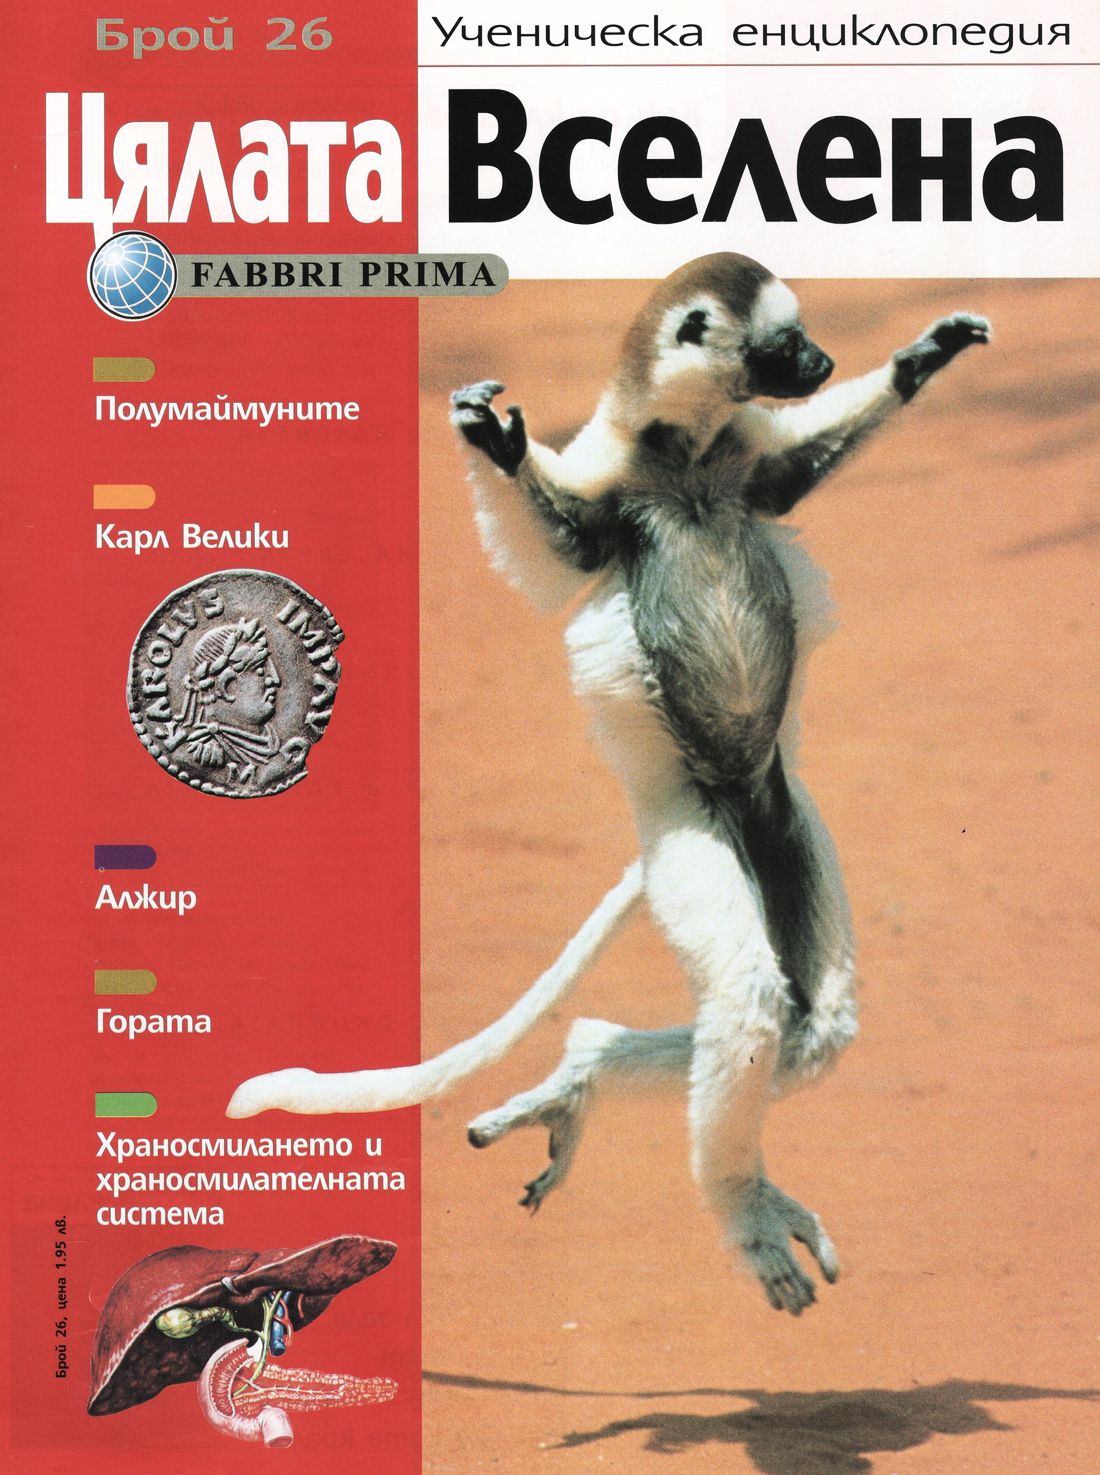 Брой 26
Ученическа енциклопедия
Цялата Вселена
FABBRI PRIMA
Полумаймуните
Карл Велики
KAROLVS IMP AVG
M
Алжир
Гората
Храносмилането и
храносмилателната
система
Брой 26, цена 1.95 лв.